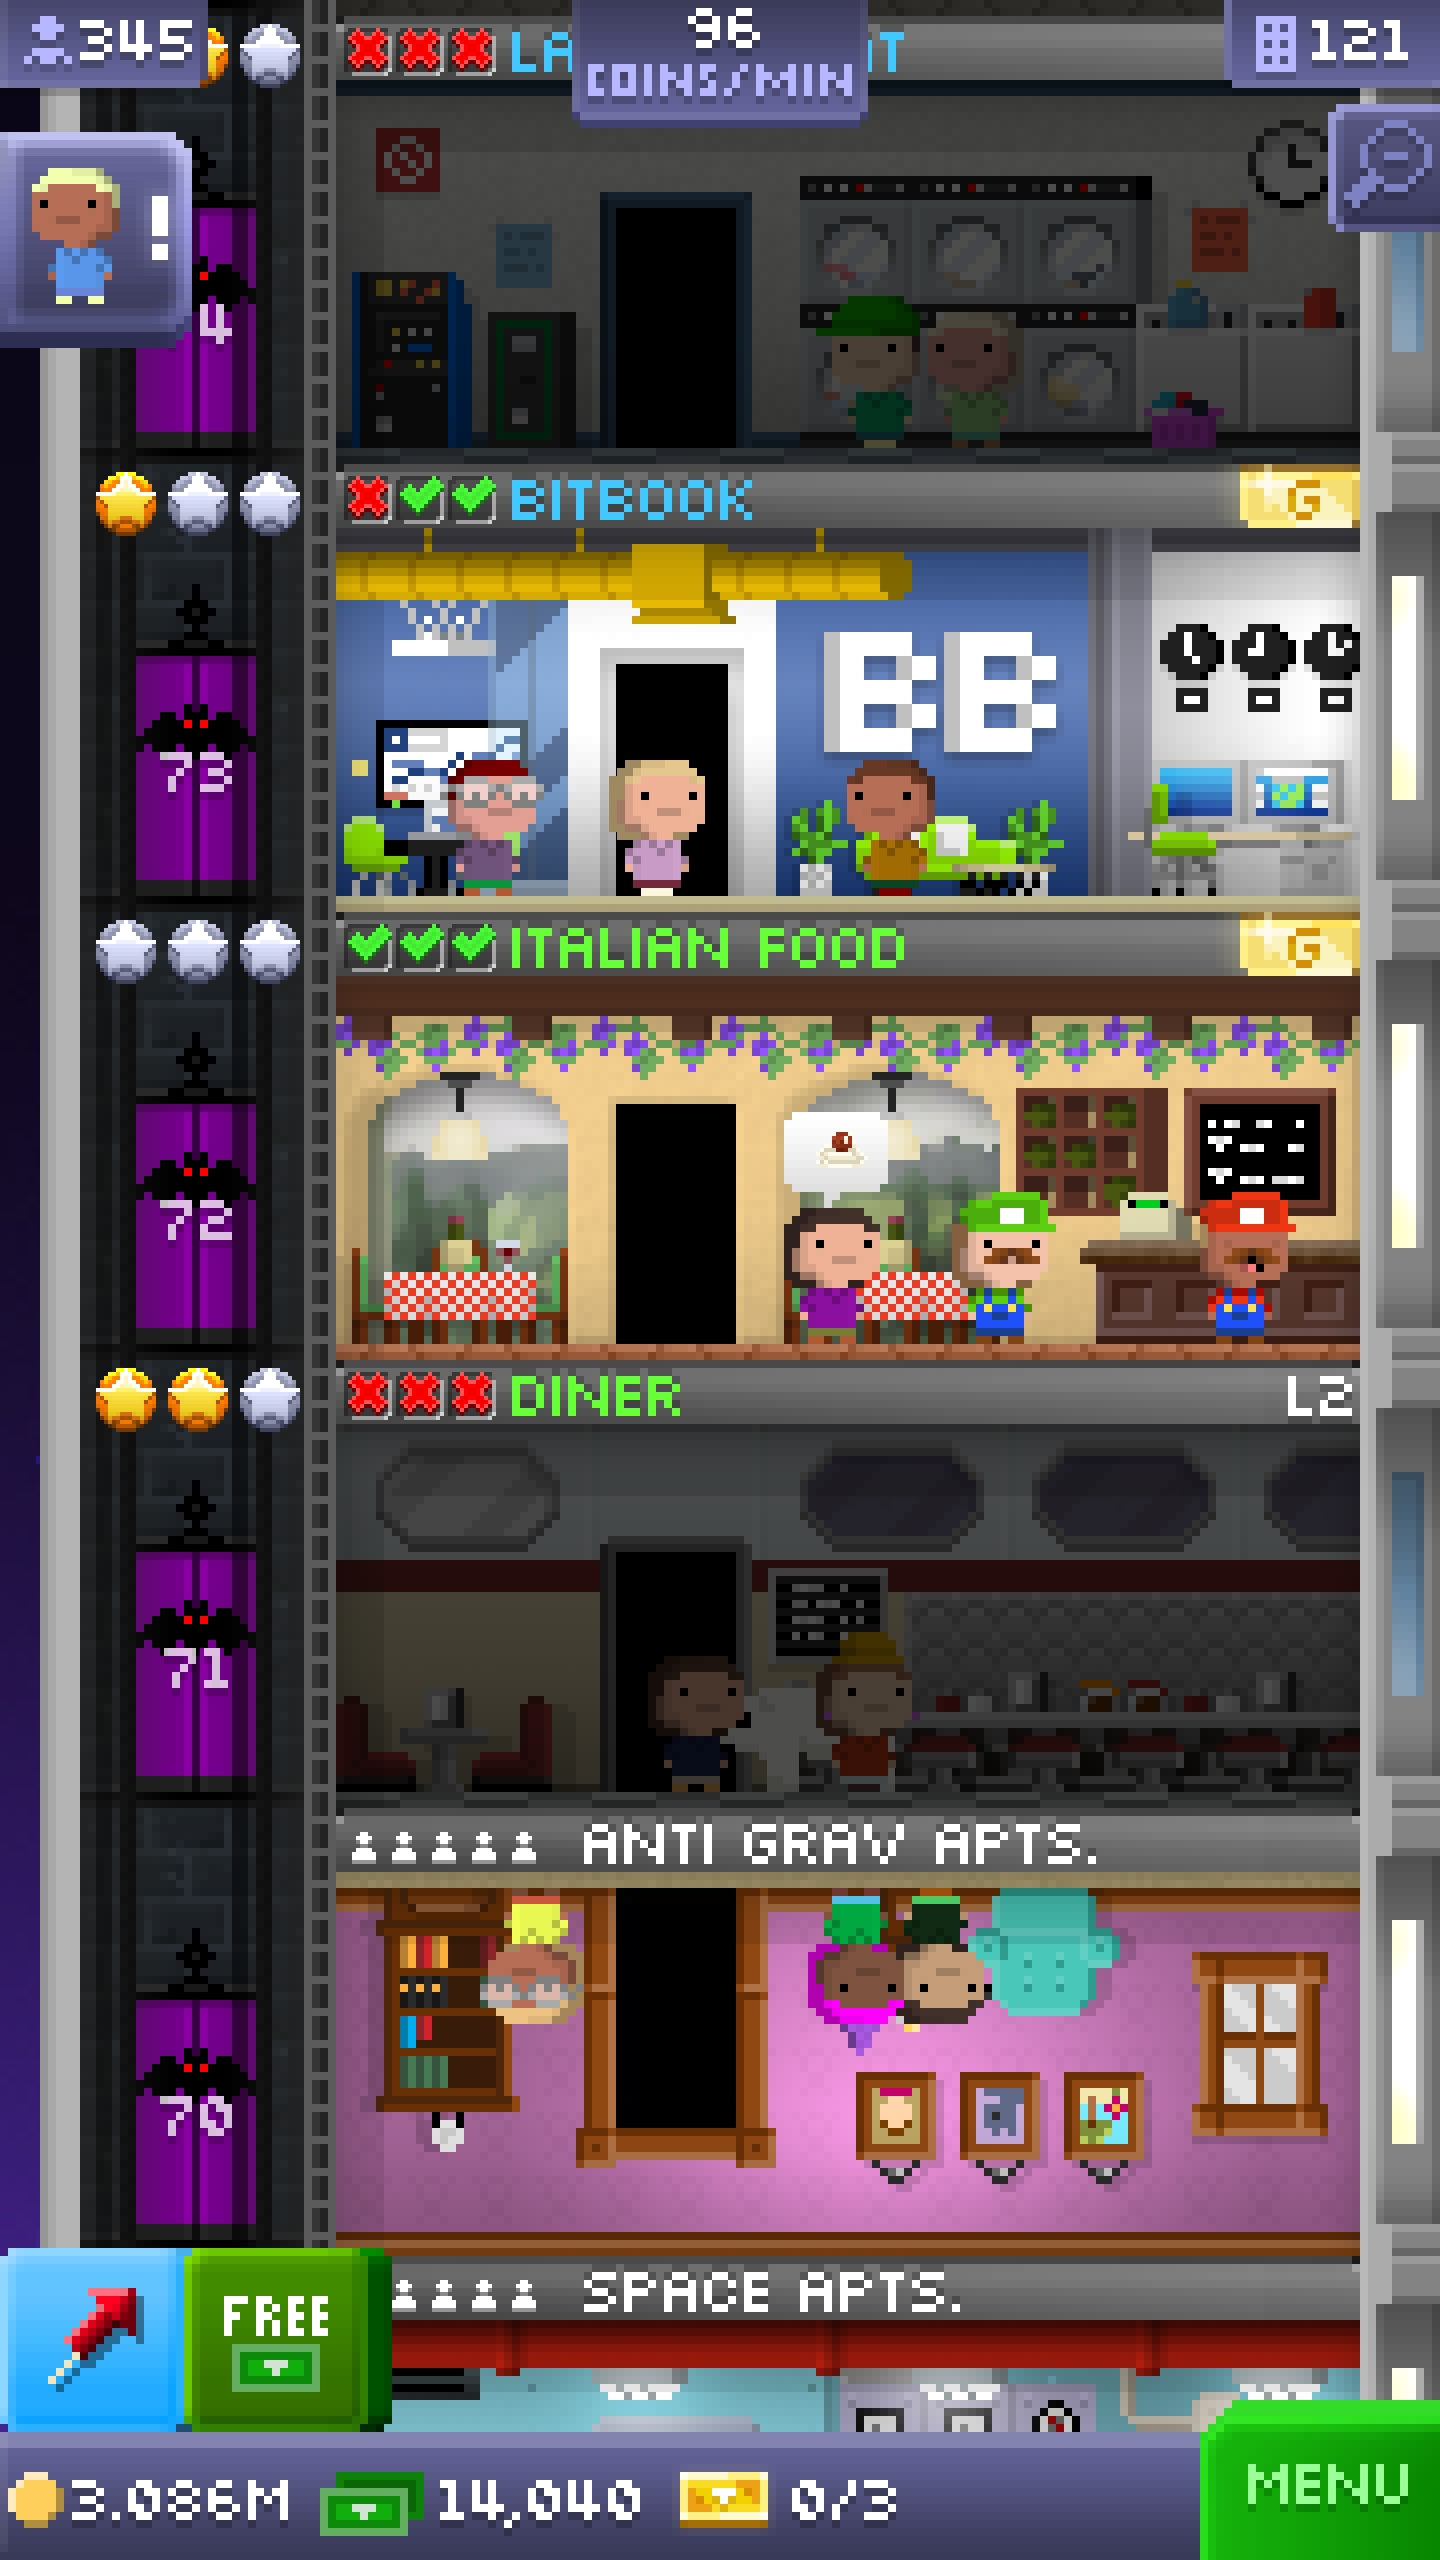 345
96
COINS/MIN
121
LA
T
!
4
BITBOOK
G
BB
73
ITALIAN FOOD
G
72
DINER
L2
71
ANTI GRAV APTS.
70
SPACE APTS.
FREE
3.086M
14,040
0/3
MENU